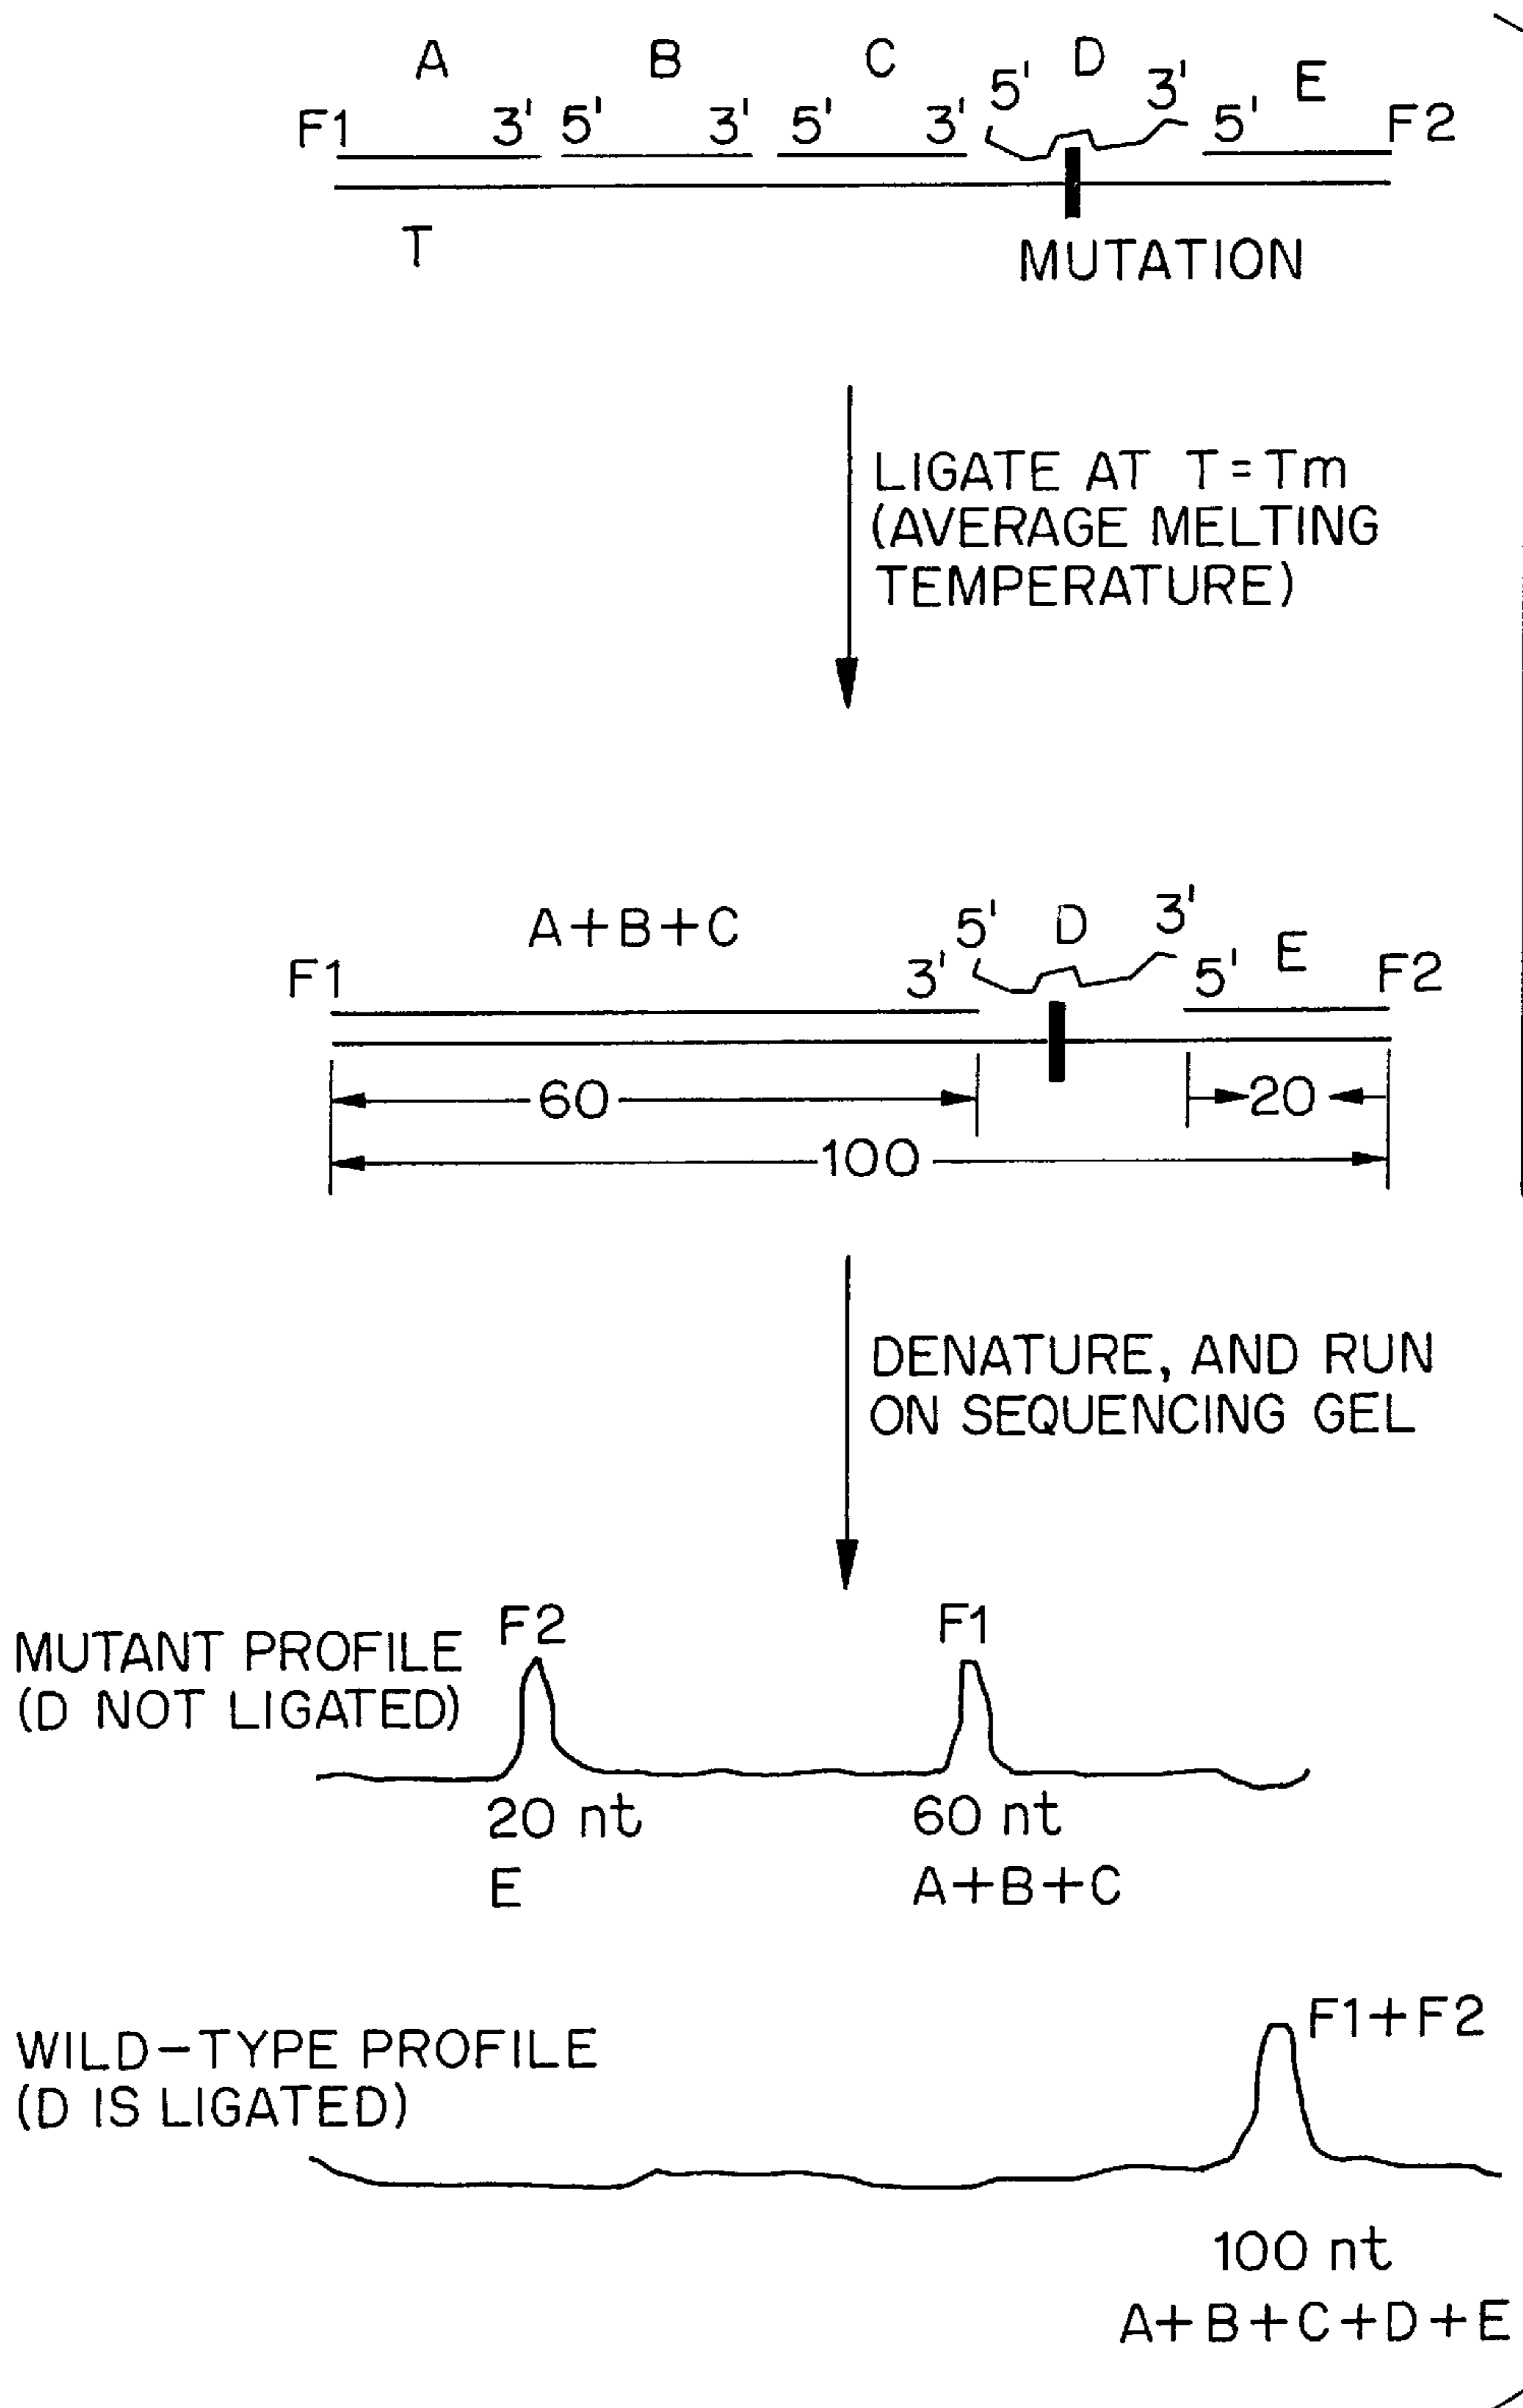 A B C D E
F1 3' 5' 3' 5' 3' 5' 3' 5' F2
T
MUTATION
LIGATE AT T=Tm
(AVERAGE MELTING
TEMPERATURE)
A+B+C D E
F1 3' 5' 3' 5' F2
60 20
100
DENATURE, AND RUN
ON SEQUENCING GEL
MUTANT PROFILE
(D NOT LIGATED)
F2 F1
20 nt 60 nt
E A+B+C
WILD-TYPE PROFILE
(D IS LIGATED)
F1+F2
100 nt
A+B+C+D+E